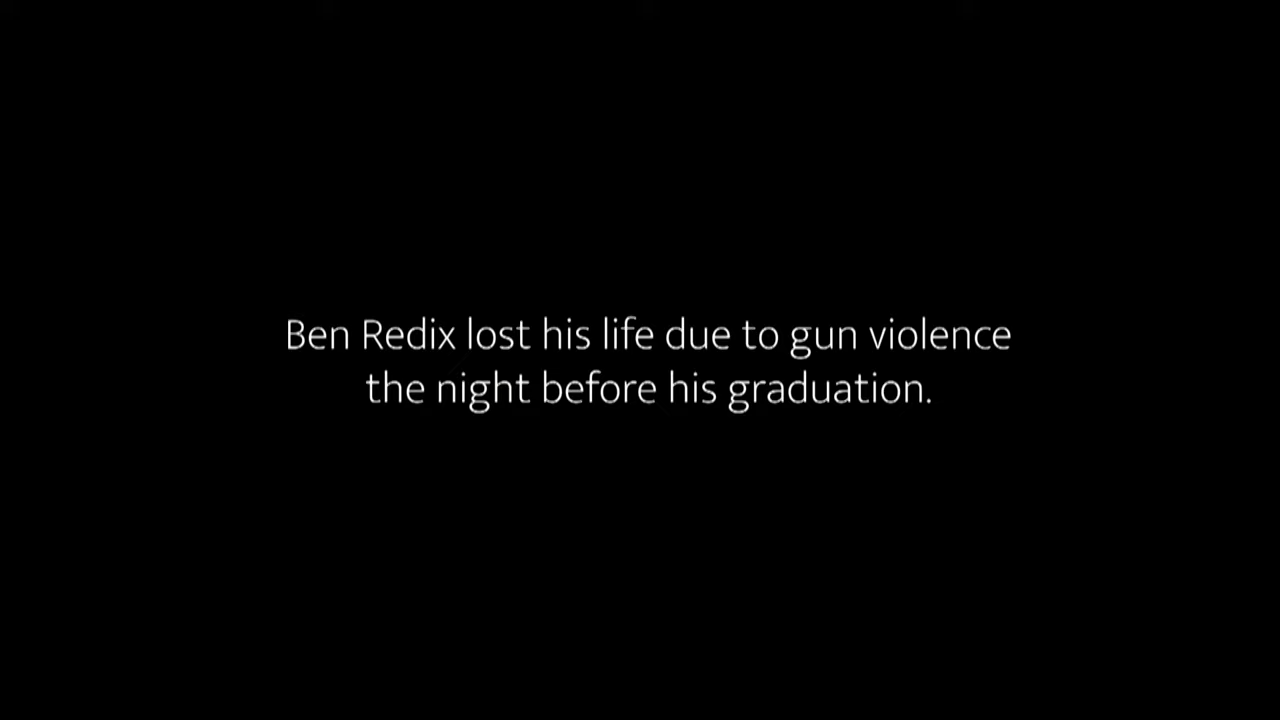 Ben Redix lost his life due to gun violence
the night before his graduation.